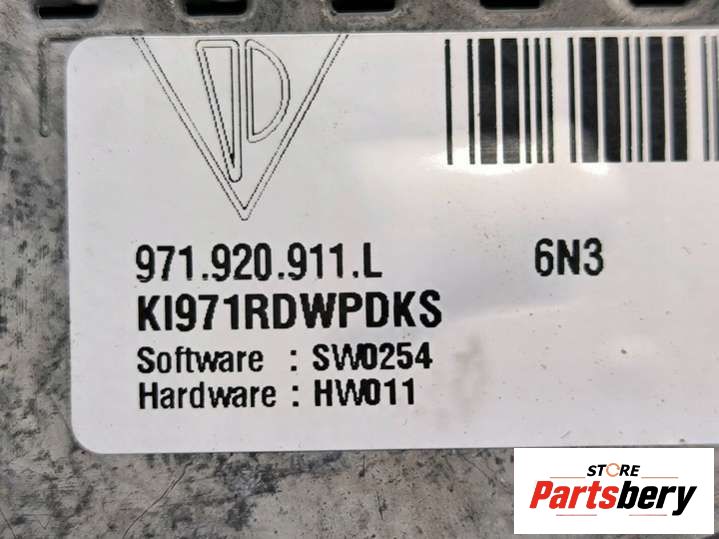 971.920.911.L 6N3
KI971RDWPDKS
Software : SW0254
Hardware : HW011
STORE
Partsbery